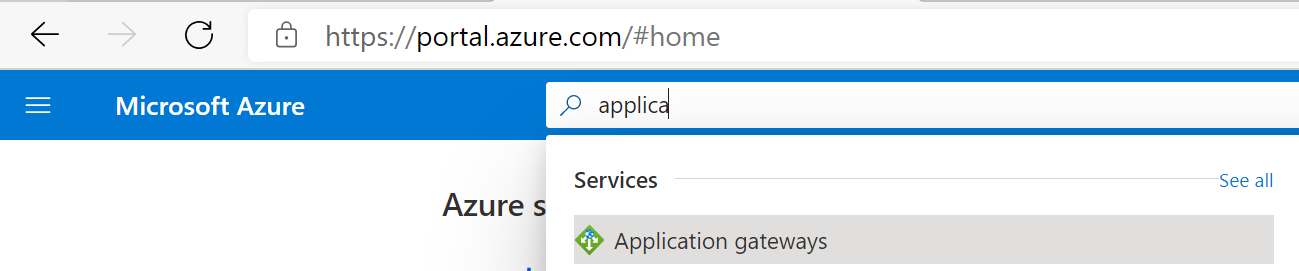 https://portal.azure.com/#home
Microsoft Azure
applica
Services
See all
Azure s
Application gateways